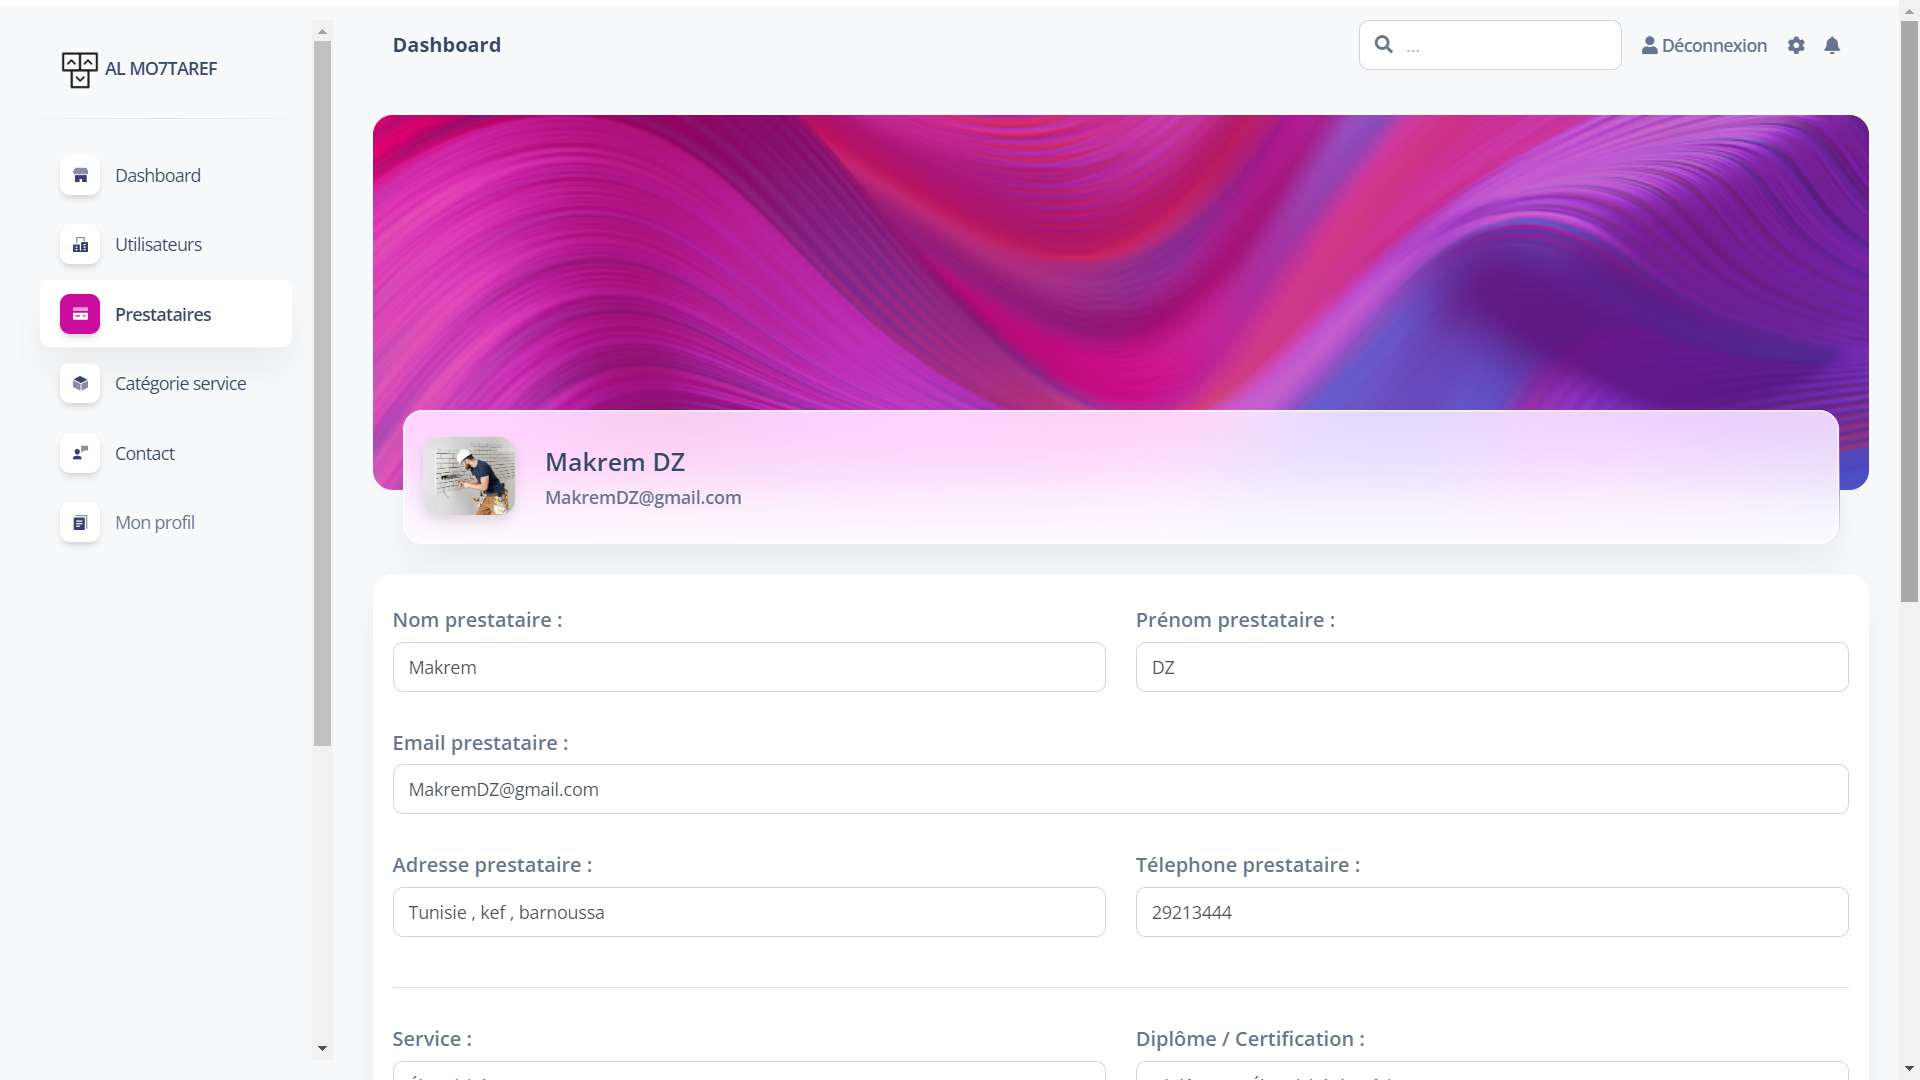 AL MO7TAREF
Dashboard
Utilisateurs
Prestataires
Catégorie service
Contact
Mon profil
Dashboard
...
Déconnexion
Makrem DZ
MakremDZ@gmail.com
Nom prestataire :
Prénom prestataire :
Makrem
DZ
Email prestataire :
MakremDZ@gmail.com
Adresse prestataire :
Télephone prestataire :
Tunisie , kef , barnoussa
29213444
Service :
Diplôme / Certification :